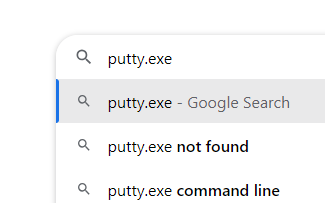 putty.exe
putty.exe - Google Search
putty.exe not found
putty.exe command line